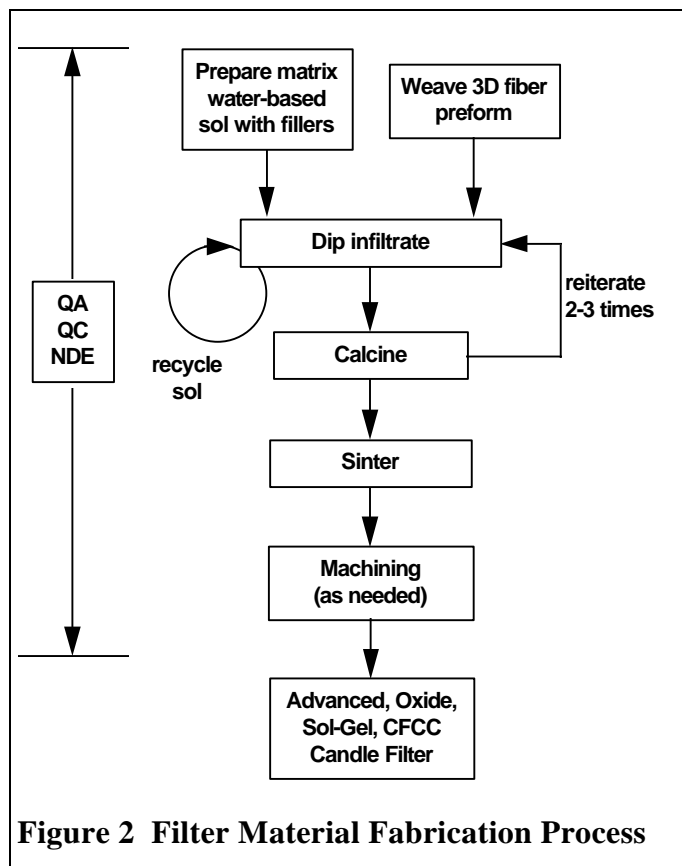 Prepare matrix
water-based
sol with fillers
Weave 3D fiber
preform
Dip infiltrate
reiterate
2-3 times
QA
QC
NDE
recycle
sol
Calcine
Sinter
Machining
(as needed)
Advanced, Oxide,
Sol-Gel, CFCC
Candle Filter
Figure 2 Filter Material Fabrication Process